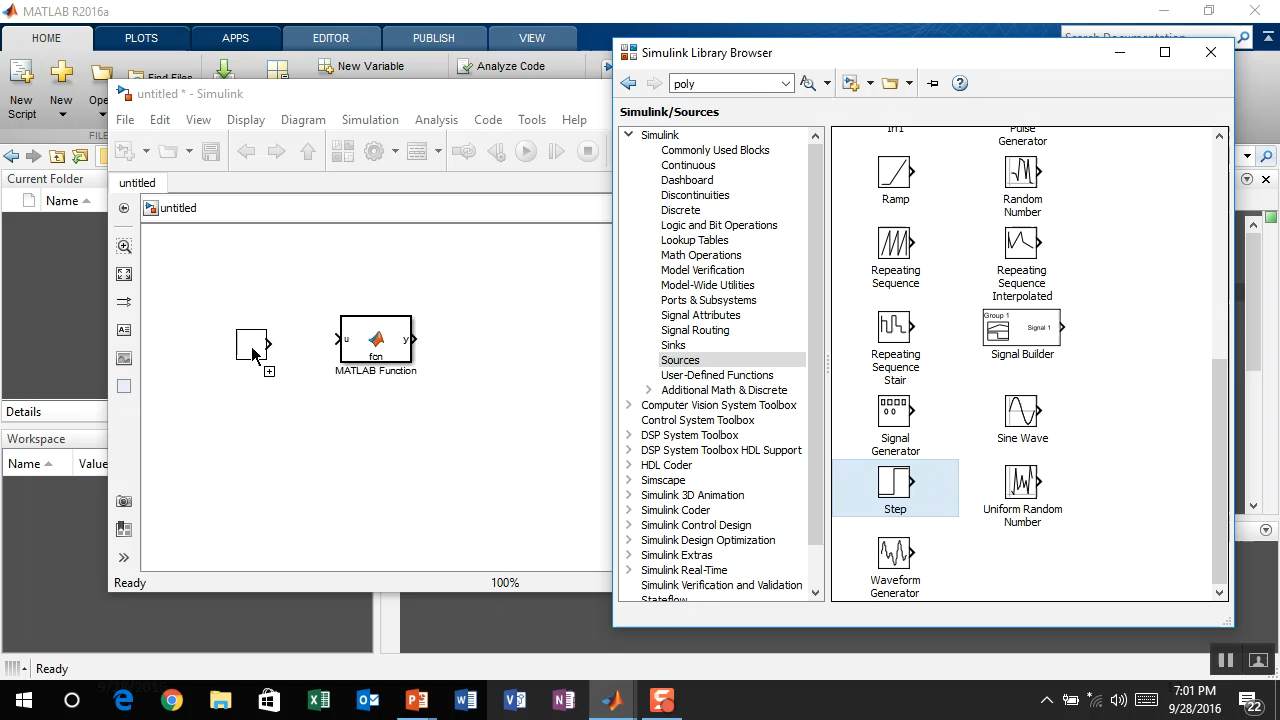 MATLAB R2016a
HOME
PLOTS
APPS
EDITOR
PUBLISH
VIEW
New Script
New
Find Files
New Variable
Analyze Code
FILE
Current Folder
Name
Details
Workspace
Name
Value
untitled * - Simulink
File Edit View Display Diagram Simulation Analysis Code Tools Help
untitled
untitled
u
y
fcn
MATLAB Function
Ready
100%
Simulink Library Browser
poly
Simulink/Sources
Simulink
Commonly Used Blocks
Continuous
Dashboard
Discontinuities
Discrete
Logic and Bit Operations
Lookup Tables
Math Operations
Model Verification
Model-Wide Utilities
Ports & Subsystems
Signal Attributes
Signal Routing
Sinks
Sources
User-Defined Functions
Additional Math & Discrete
Computer Vision System Toolbox
Control System Toolbox
DSP System Toolbox
DSP System Toolbox HDL Support
HDL Coder
Simscape
Simulink 3D Animation
Simulink Coder
Simulink Control Design
Simulink Design Optimization
Simulink Extras
Simulink Real-Time
Simulink Verification and Validation
Stateflow
In1
Pulse
Generator
Ramp
Random
Number
Repeating
Sequence
Repeating
Sequence
Interpolated
Repeating
Sequence
Stair
Group 1
Signal 1
Signal Builder
Signal
Generator
Sine Wave
Step
Uniform Random
Number
Waveform
Generator
Ready
7:01 PM
9/28/2016
22